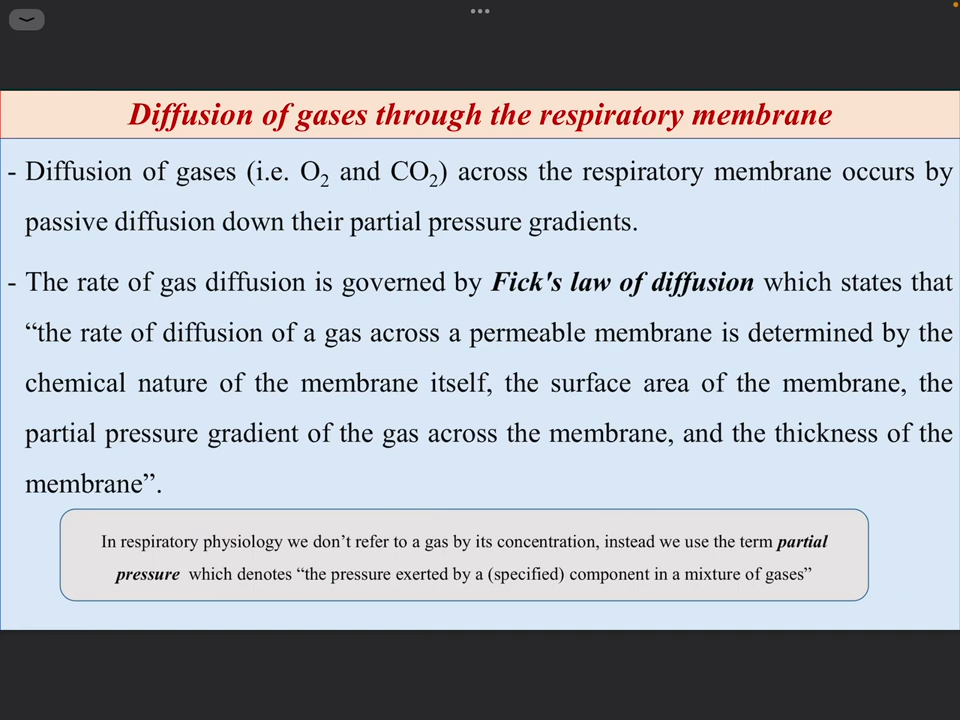 Diffusion of gases through the respiratory membrane
- Diffusion of gases (i.e. O₂ and CO₂) across the respiratory membrane occurs by
passive diffusion down their partial pressure gradients.
- The rate of gas diffusion is governed by Fick's law of diffusion which states that
“the rate of diffusion of a gas across a permeable membrane is determined by the
chemical nature of the membrane itself, the surface area of the membrane, the
partial pressure gradient of the gas across the membrane, and the thickness of the
membrane”.
In respiratory physiology we don’t refer to a gas by its concentration, instead we use the term partial
pressure which denotes “the pressure exerted by a (specified) component in a mixture of gases”